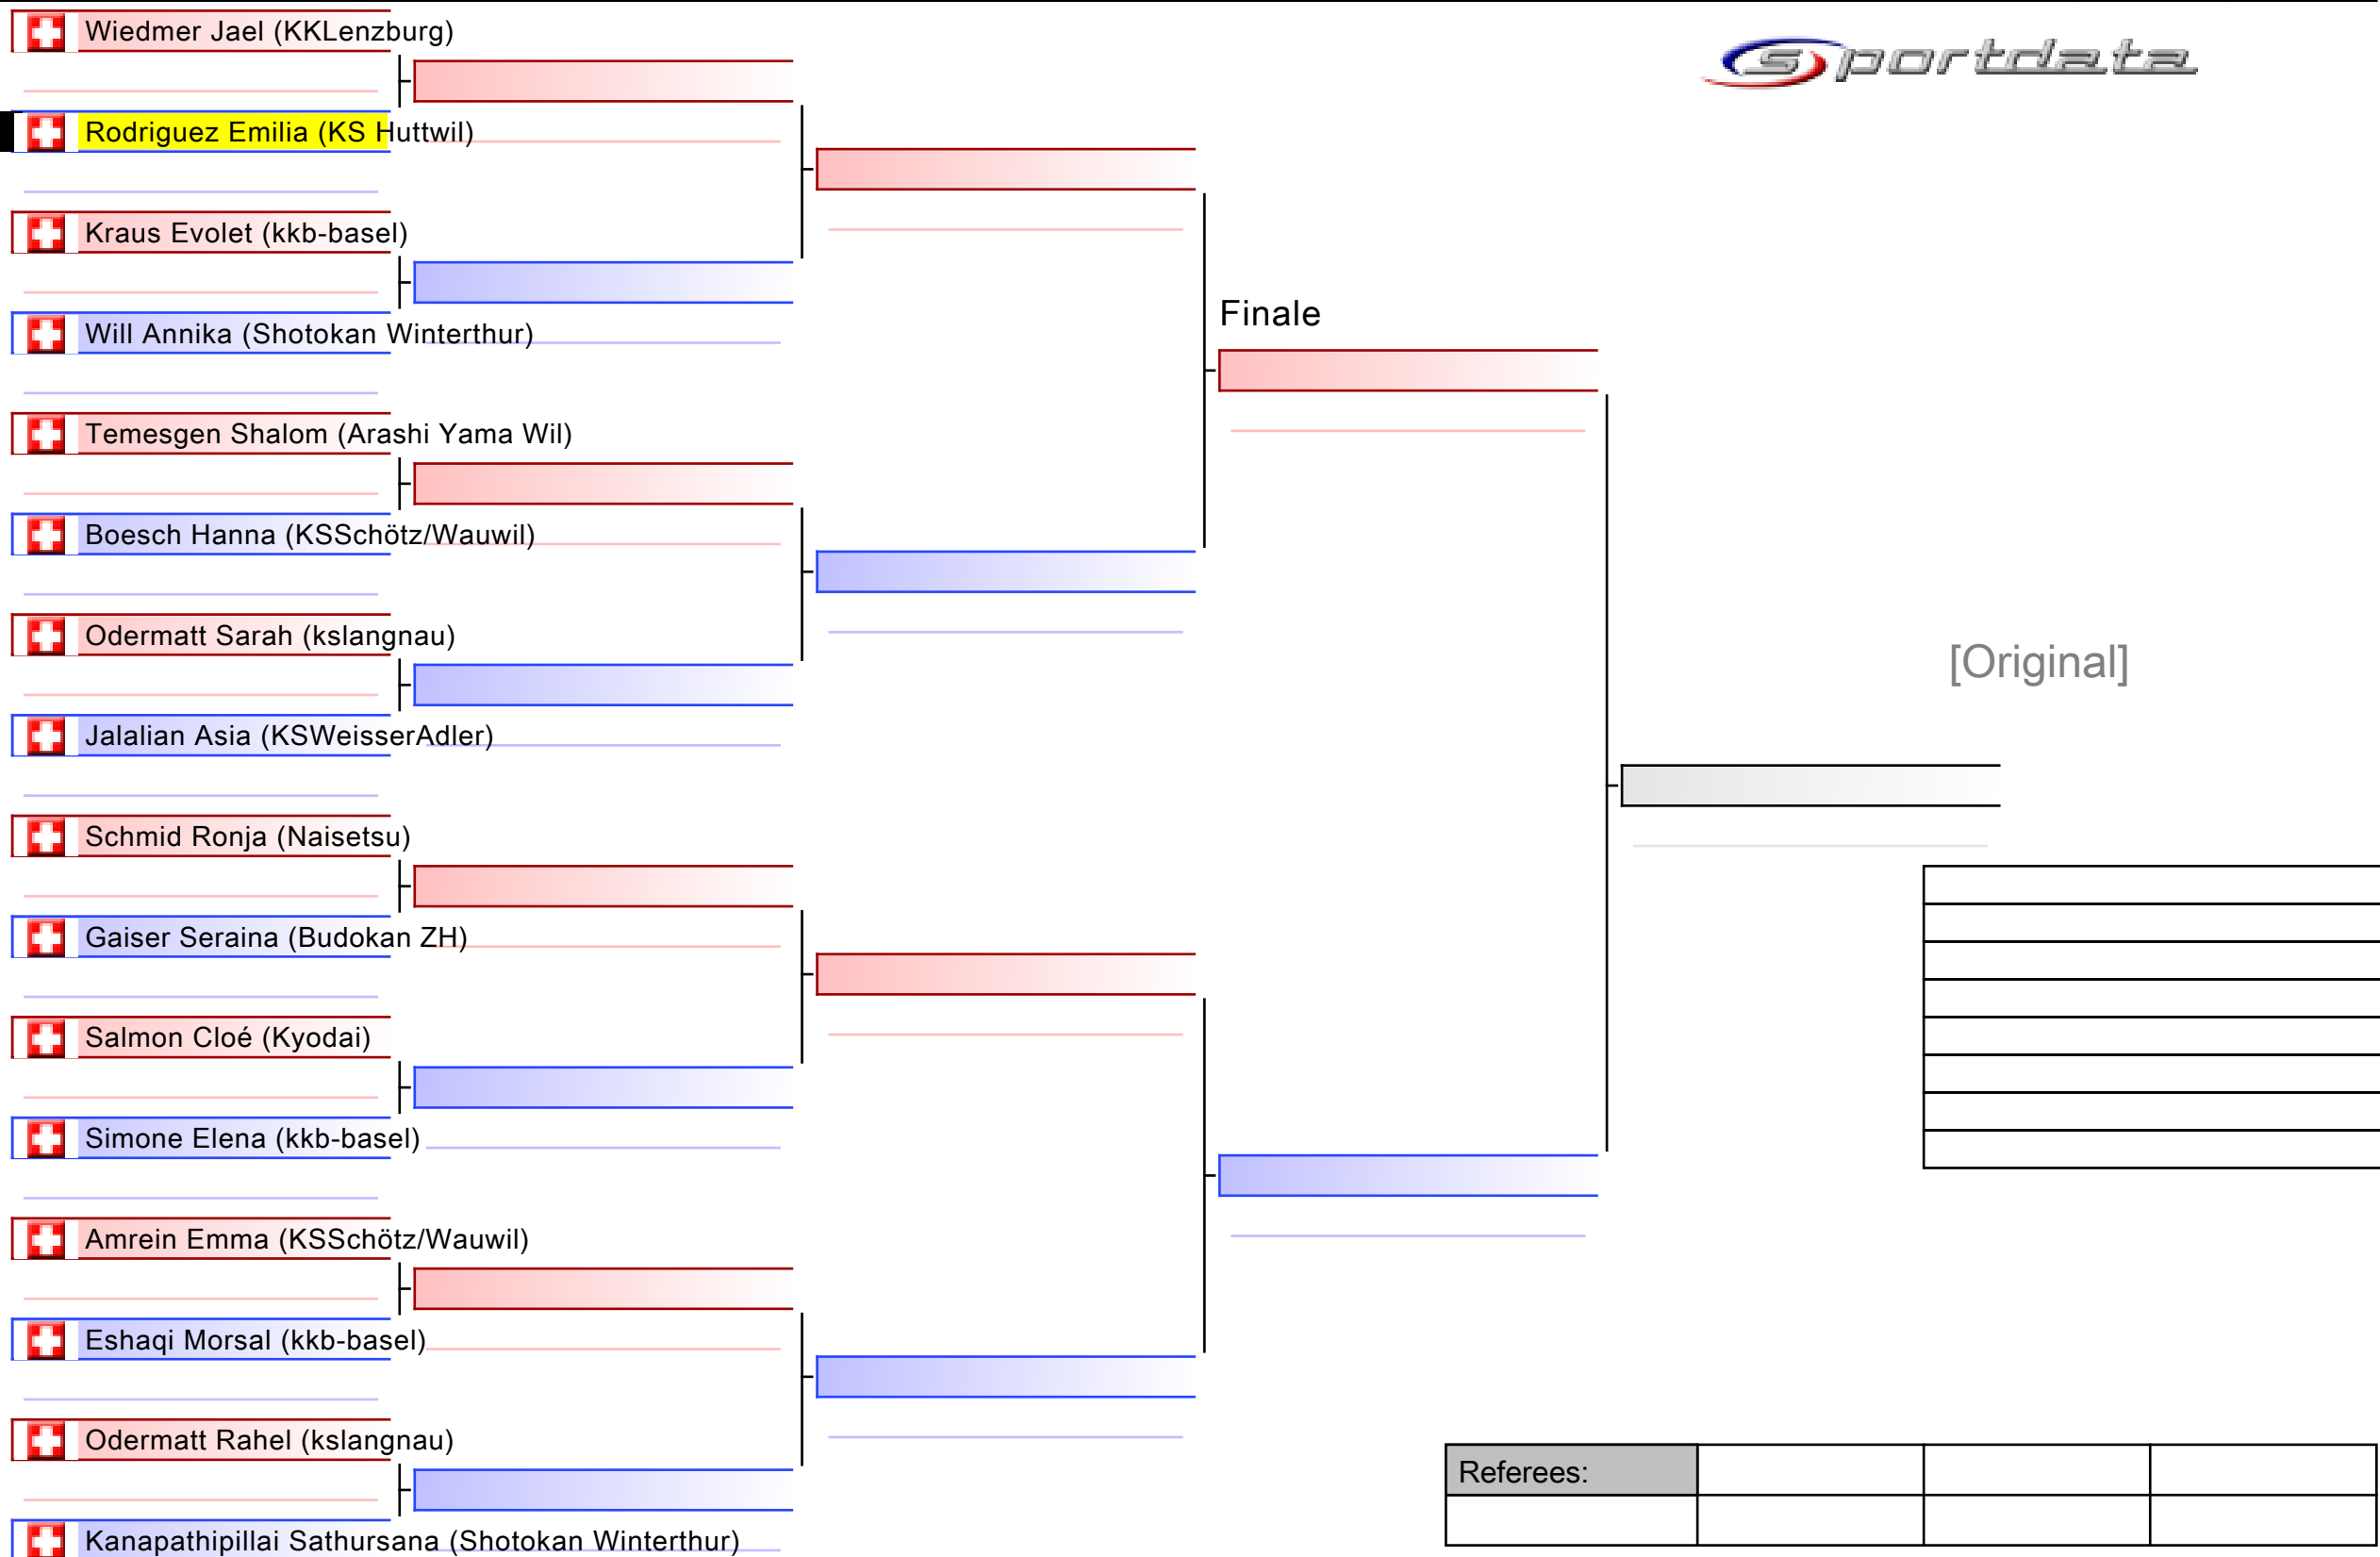 Wiedmer Jael (KKLenzburg)
sportdata
Rodriguez Emilia (KS Huttwil)
Kraus Evolet (kkb-basel)
Finale
Will Annika (Shotokan Winterthur)
Temesgen Shalom (Arashi Yama Wil)
Boesch Hanna (KSSchötz/Wauwil)
Odermatt Sarah (kslangnau)
[Original]
Jalalian Asia (KSWeisserAdler)
Schmid Ronja (Naisetsu)
Gaiser Seraina (Budokan ZH)
Salmon Cloé (Kyodai)
Simone Elena (kkb-basel)
Amrein Emma (KSSchötz/Wauwil)
Eshaqi Morsal (kkb-basel)
Odermatt Rahel (kslangnau)
Referees:
Kanapathipillai Sathursana (Shotokan Winterthur)